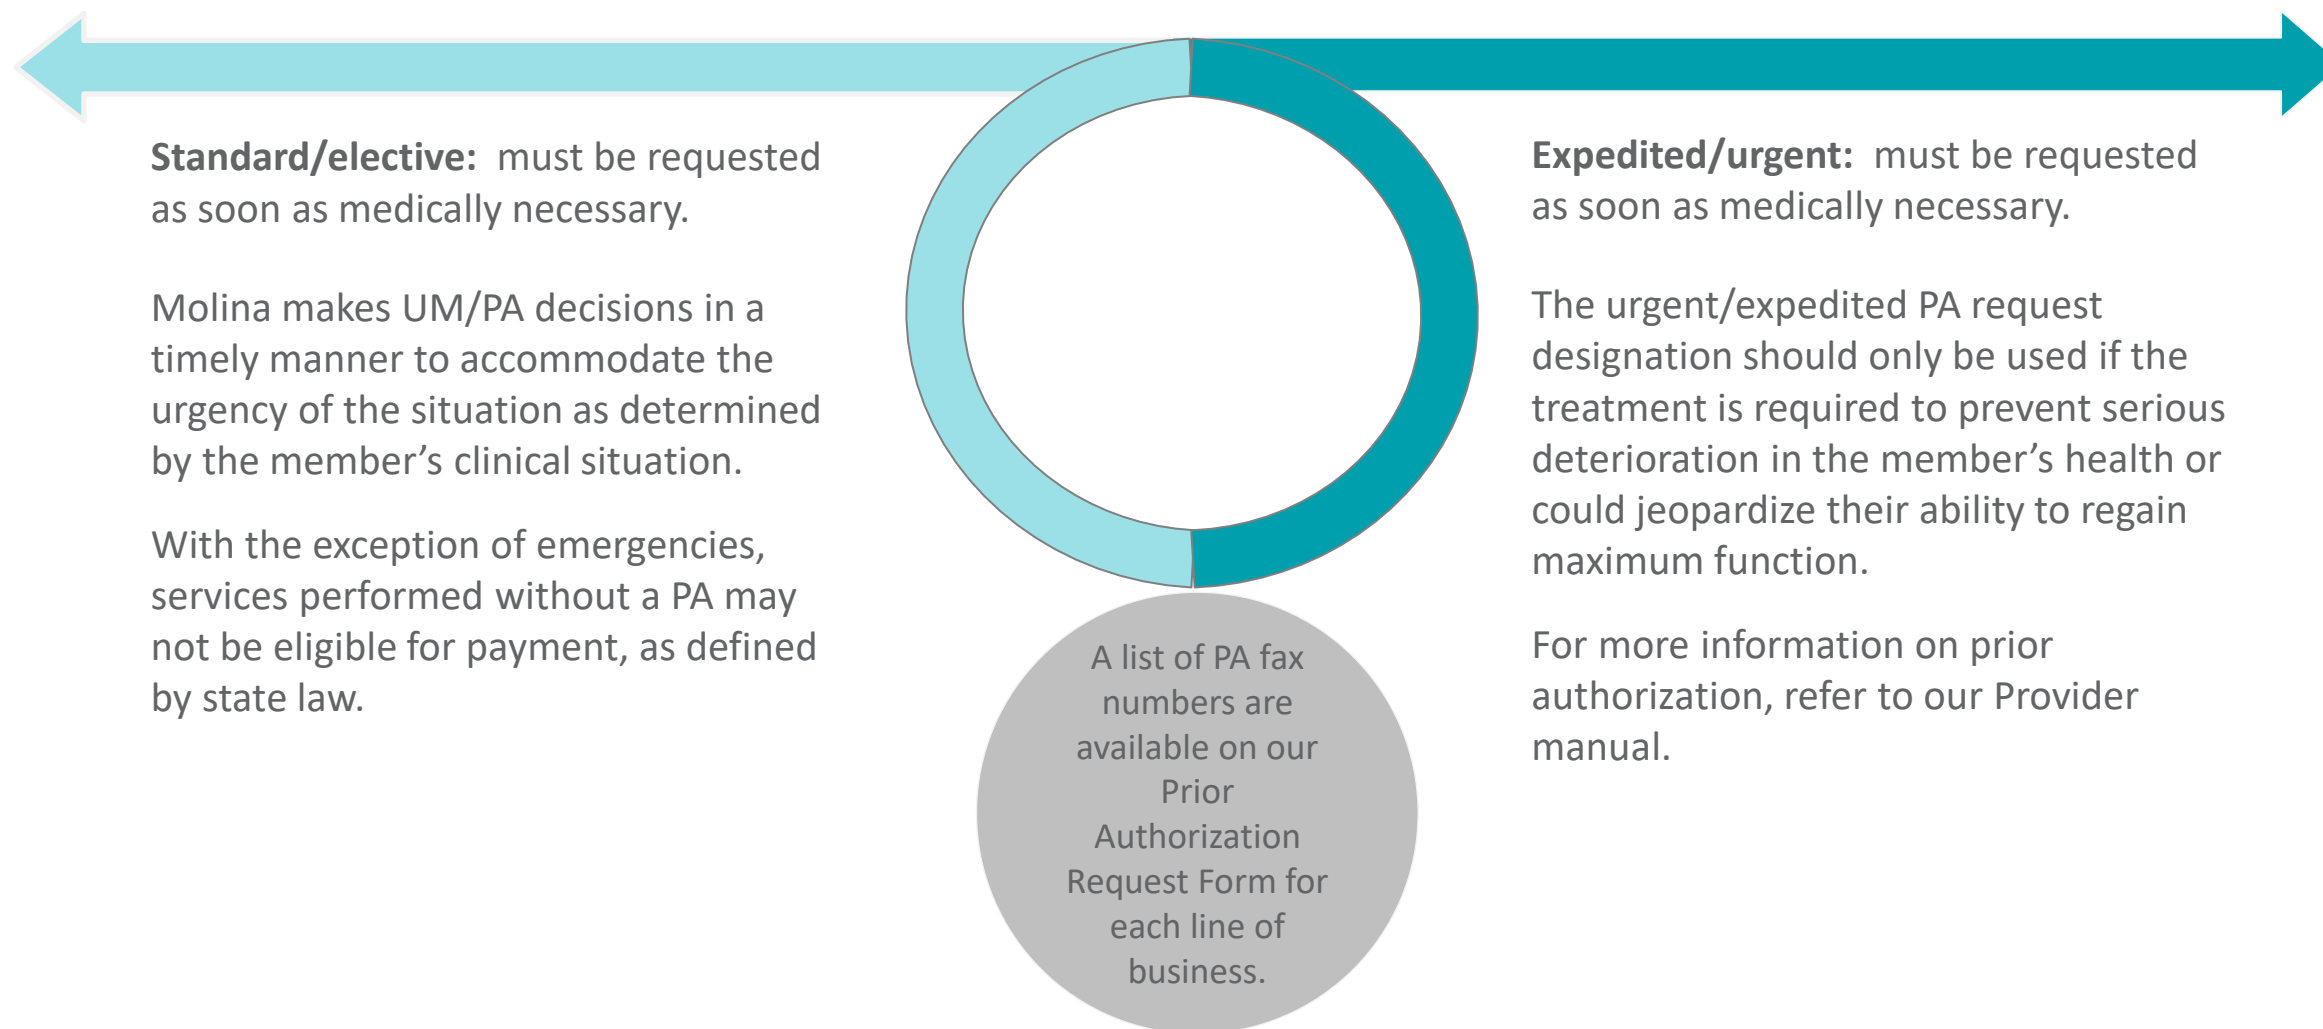 Standard/elective: must be requested
as soon as medically necessary.
Molina makes UM/PA decisions in a
timely manner to accommodate the
urgency of the situation as determined
by the member’s clinical situation.
With the exception of emergencies,
services performed without a PA may
not be eligible for payment, as defined
by state law.
A list of PA fax
numbers are
available on our
Prior
Authorization
Request Form for
each line of
business.
Expedited/urgent: must be requested
as soon as medically necessary.
The urgent/expedited PA request
designation should only be used if the
treatment is required to prevent serious
deterioration in the member’s health or
could jeopardize their ability to regain
maximum function.
For more information on prior
authorization, refer to our Provider
manual.